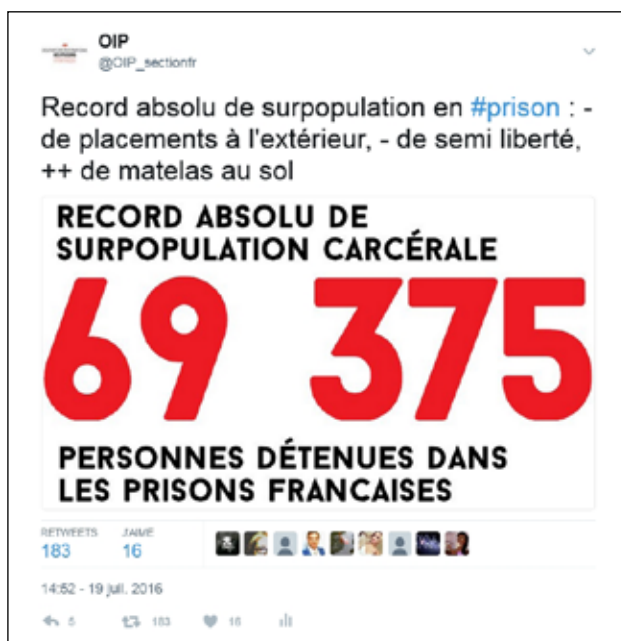 OIP
@OIP_sectionfr
Record absolu de surpopulation en #prison : -
de placements à l'extérieur, - de semi liberté,
++ de matelas au sol
RECORD ABSOLU DE
SURPOPULATION CARCÉRALE
69 375
PERSONNES DÉTENUES DANS
LES PRISONS FRANCAISES
RETWEETS J'AIME
183 16
14:52 - 19 juil. 2016
5 183 16